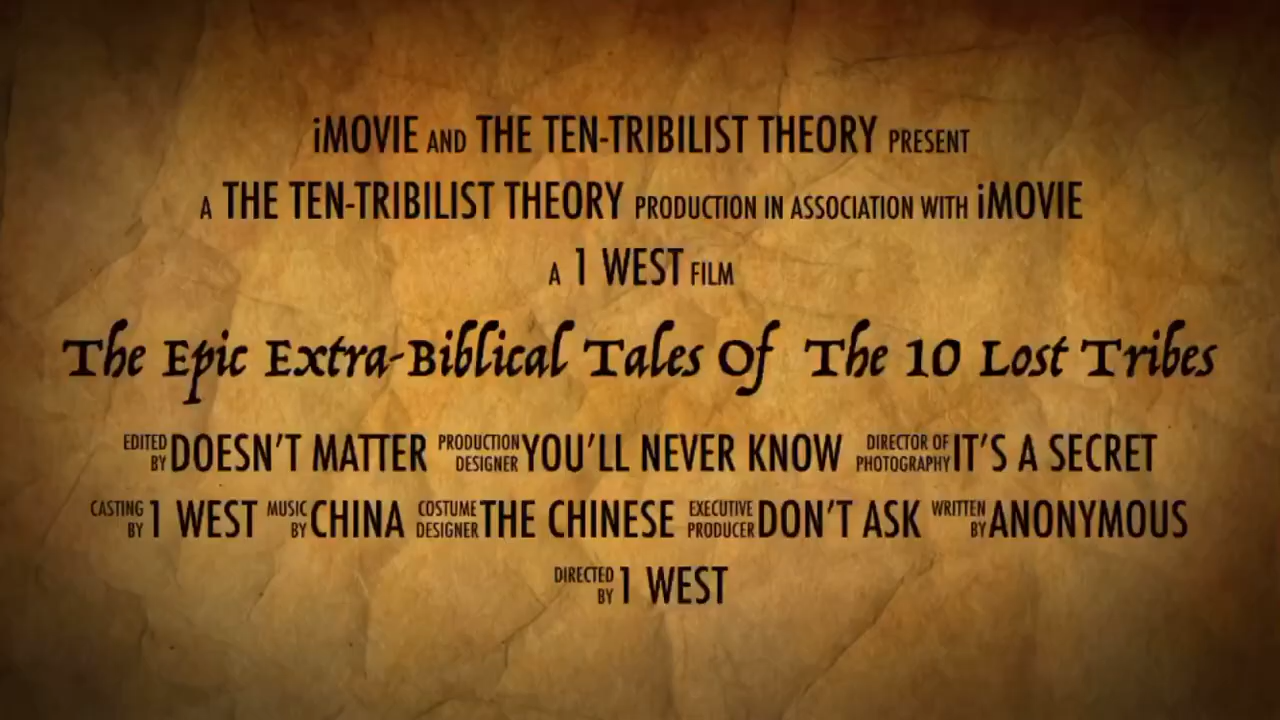 iMOVIE AND THE TEN-TRIBILIST THEORY PRESENT
A THE TEN-TRIBILIST THEORY PRODUCTION IN ASSOCIATION WITH iMOVIE
A 1 WEST FILM
The Epic Extra-Biblical Tales Of The 10 Lost Tribes
EDITED BY DOESN'T MATTER PRODUCTION DESIGNER YOU'LL NEVER KNOW DIRECTOR OF PHOTOGRAPHY IT'S A SECRET
CASTING BY 1 WEST MUSIC BY CHINA COSTUME DESIGNER THE CHINESE EXECUTIVE PRODUCER DON'T ASK WRITTEN BY ANONYMOUS
DIRECTED BY 1 WEST